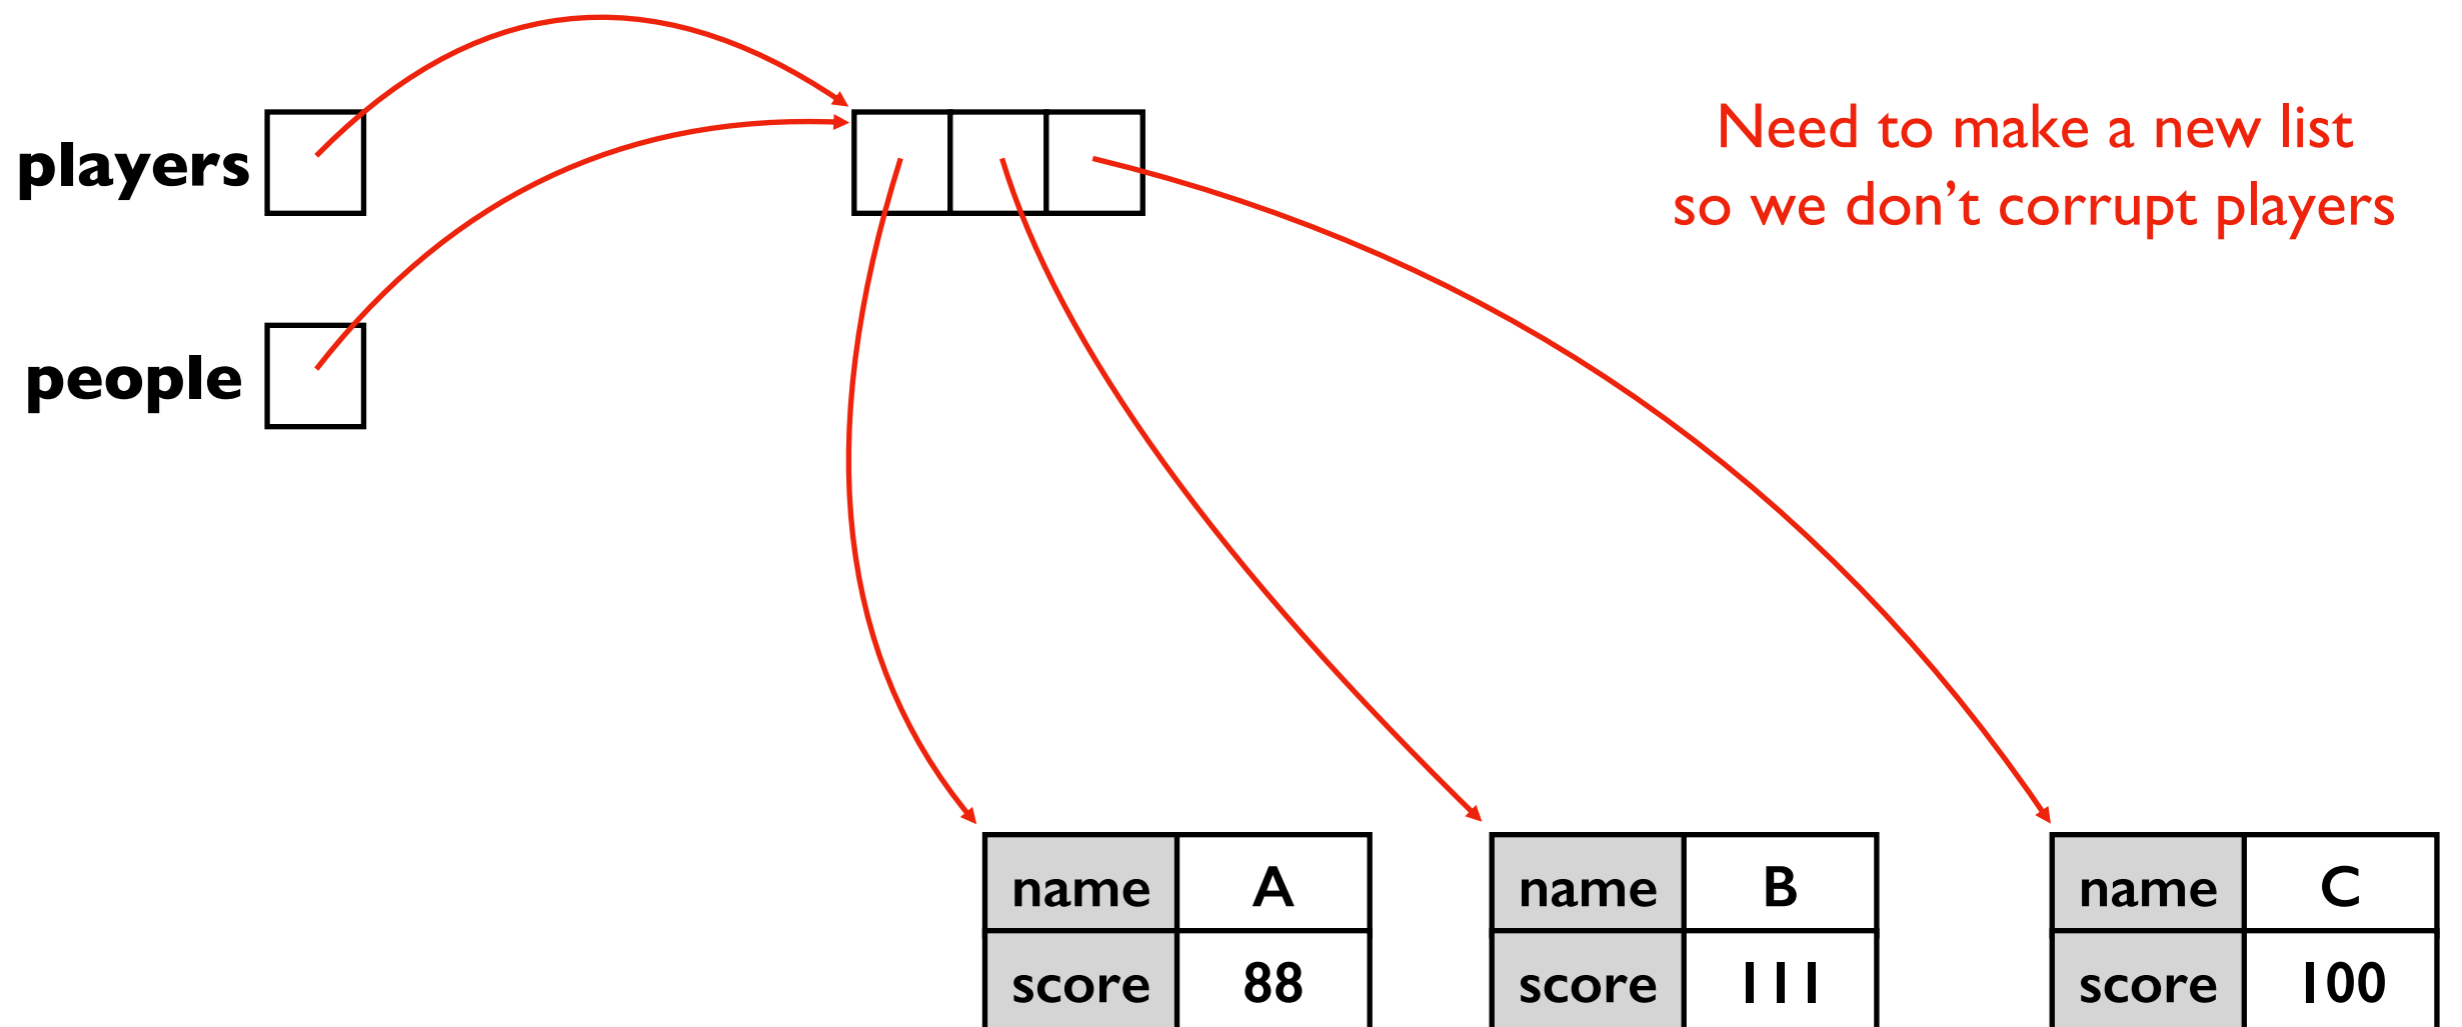 players
people
Need to make a new list
so we don’t corrupt players
name A
score 88
name B
score 111
name C
score 100